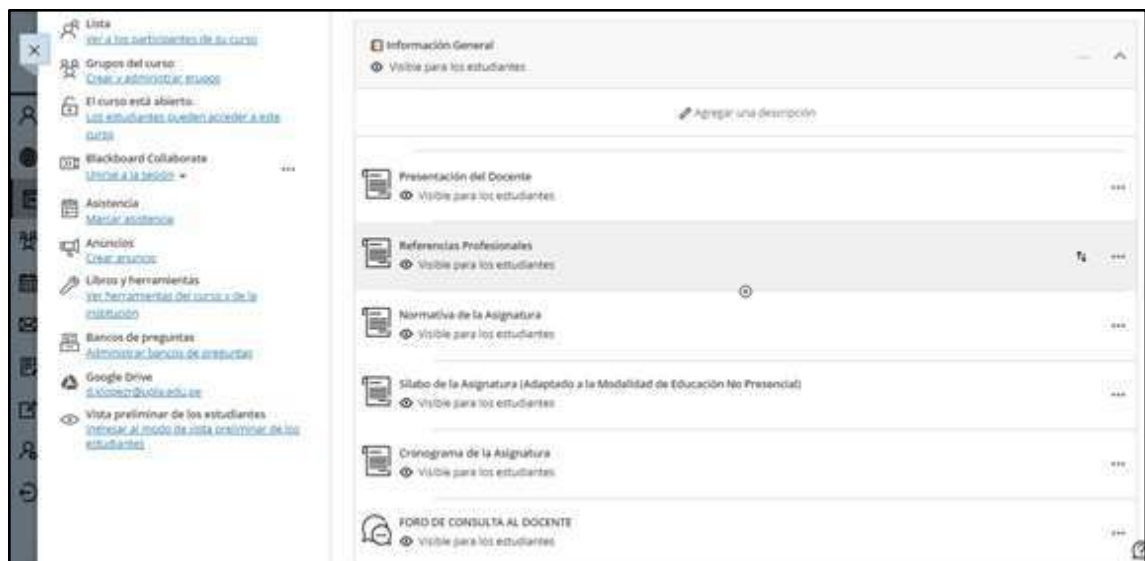 Lista
Ver a los participantes de su curso
Grupos del curso
Crear y administrar grupos
El curso está abierto.
Los estudiantes pueden acceder a este
curso
Blackboard Collaborate
Unirse a la sesión
Asistencia
Marcar asistencia
Anuncios
Crear anuncio
Libros y herramientas
Ver herramientas del curso y de la
institución
Bancos de preguntas
Administrar bancos de preguntas
Google Drive
Vista preliminar de los estudiantes
Ingresar al modo de vista preliminar de los
estudiantes
Información General
Visible para los estudiantes
Agregar una descripción
Presentación del Docente
Visible para los estudiantes
Referencias Profesionales
Visible para los estudiantes
Normativa de la Asignatura
Visible para los estudiantes
Sílabo de la Asignatura (Adaptado a la Modalidad de Educación No Presencial)
Visible para los estudiantes
Cronograma de la Asignatura
Visible para los estudiantes
FORO DE CONSULTA AL DOCENTE
Visible para los estudiantes